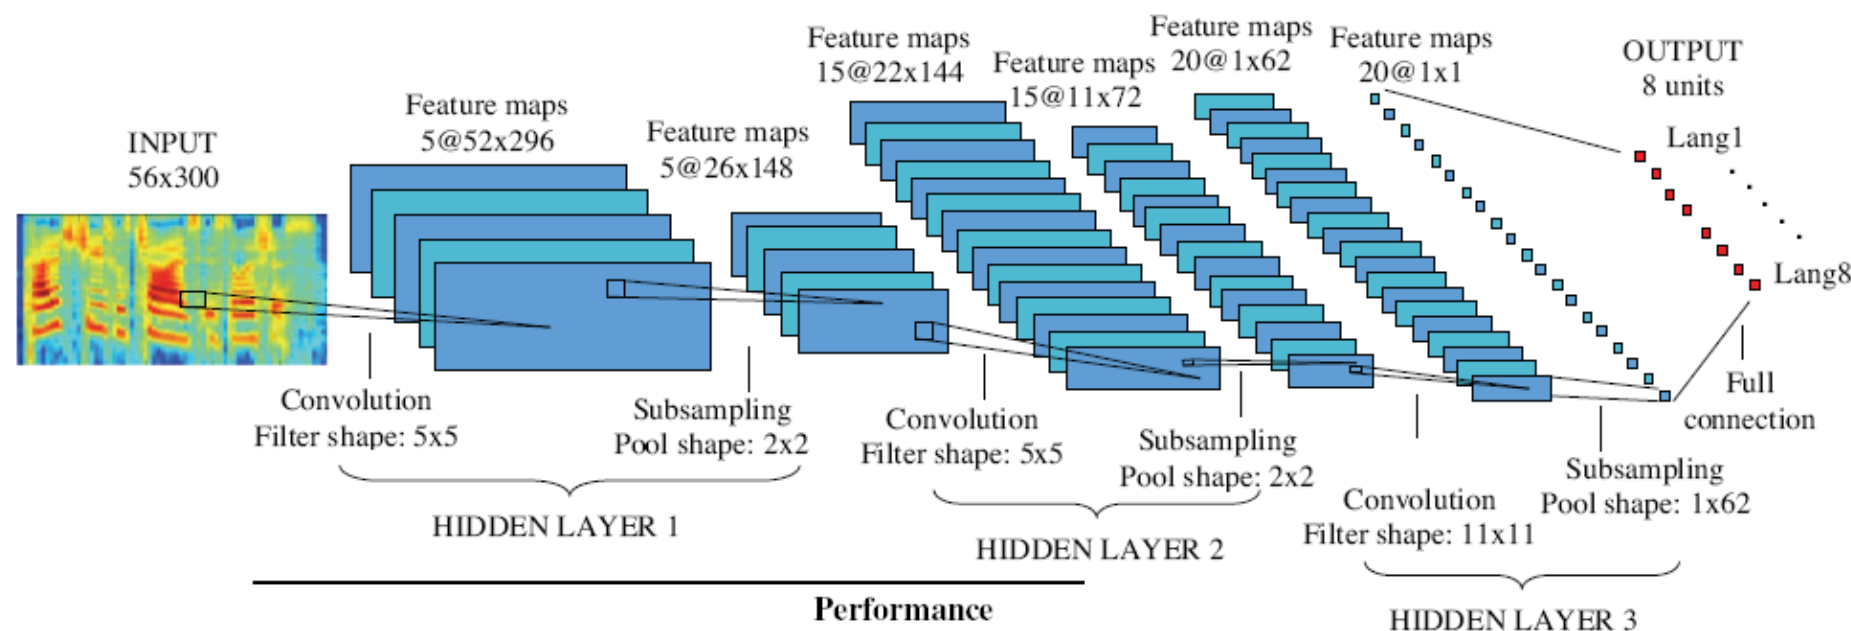 INPUT
56x300
Feature maps
5@52x296
Feature maps
5@26x148
Feature maps
15@22x144
Feature maps
15@11x72
Feature maps
20@1x62
Feature maps
20@1x1
OUTPUT
8 units
Lang1
Lang8
Convolution
Filter shape: 5x5
Subsampling
Pool shape: 2x2
HIDDEN LAYER 1
Convolution
Filter shape: 5x5
Subsampling
Pool shape: 2x2
HIDDEN LAYER 2
Convolution
Filter shape: 11x11
Subsampling
Pool shape: 1x62
HIDDEN LAYER 3
Full
connection
Performance